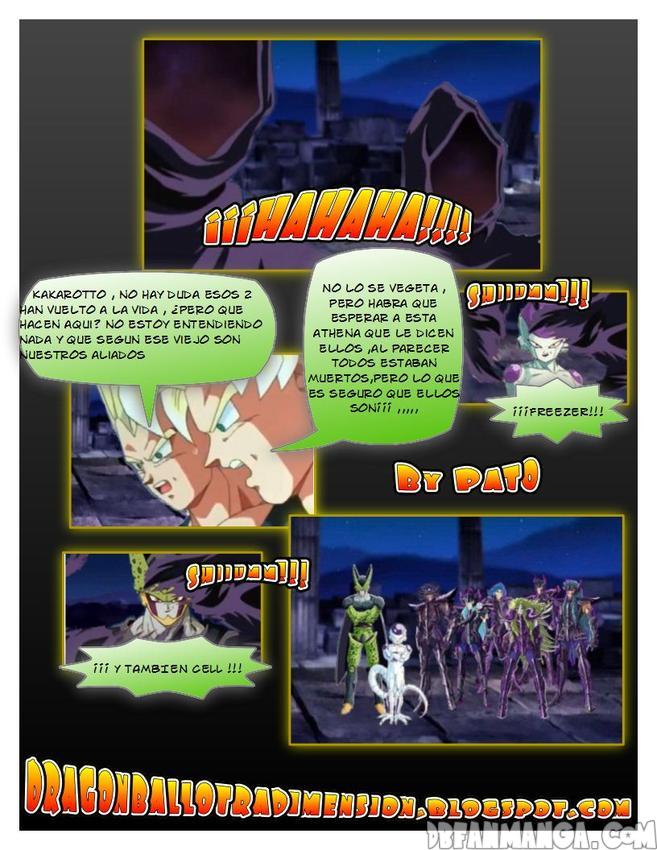 ¡¡¡HAHAHA!!!!
KAKAROTTO , NO HAY DUDA ESOS 2
HAN VUELTO A LA VIDA , ¿PERO QUE
HACEN AQUI? NO ESTOY ENTENDIENDO
NADA Y QUE SEGUN ESE VIEJO SON
NUESTROS ALIADOS
NO LO SE VEGETA ,
PERO HABRA QUE
ESPERAR A ESTA
ATHENA QUE LE DICEN
ELLOS ,AL PARECER
TODOS ESTABAN
MUERTOS,PERO LO QUE
ES SEGURO QUE ELLOS
SON¡¡¡ ,,,,,
SHIIUMM!!!
¡¡¡FREEZER!!!
BY PATO
SHIIUMM!!!
¡¡¡ Y TAMBIEN CELL !!!
DRAGONBALLOTRADIMENSION.BLOGSPOT.COM
DBFANMANGA.COM